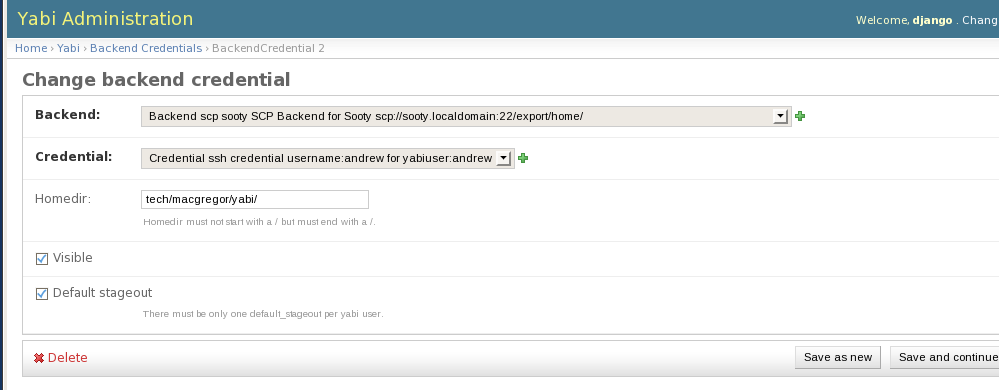 Yabi Administration
Welcome, django . Chang
Home › Yabi › Backend Credentials › BackendCredential 2
Change backend credential
Backend: Backend scp sooty SCP Backend for Sooty scp://sooty.localdomain:22/export/home/
Credential: Credential ssh credential username:andrew for yabiuser:andrew
Homedir: tech/macgregor/yabi/
Homedir must not start with a / but must end with a /.
Visible
Default stageout
There must be only one default_stageout per yabi user.
Delete Save as new Save and continue